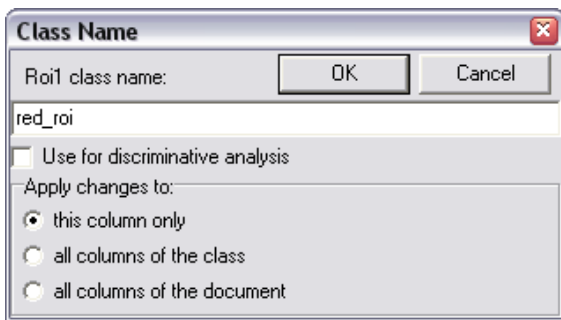 Class Name
Roi1 class name: OK Cancel
red_roi
Use for discriminative analysis
Apply changes to:
this column only
all columns of the class
all columns of the document